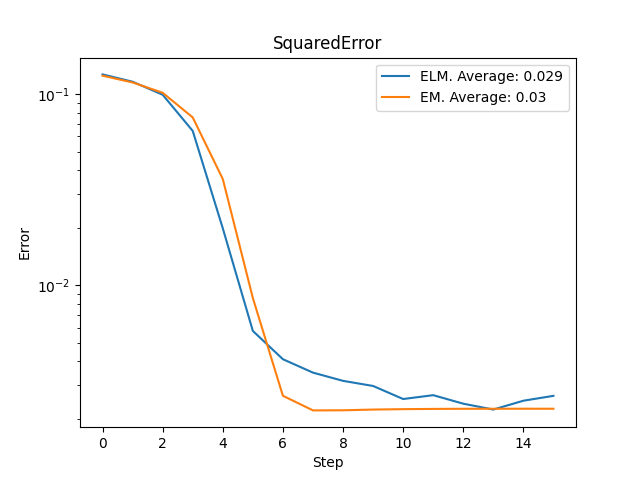 SquaredError
ELM. Average: 0.029
EM. Average: 0.03
Error
10⁻¹
10⁻²
0 2 4 6 8 10 12 14
Step